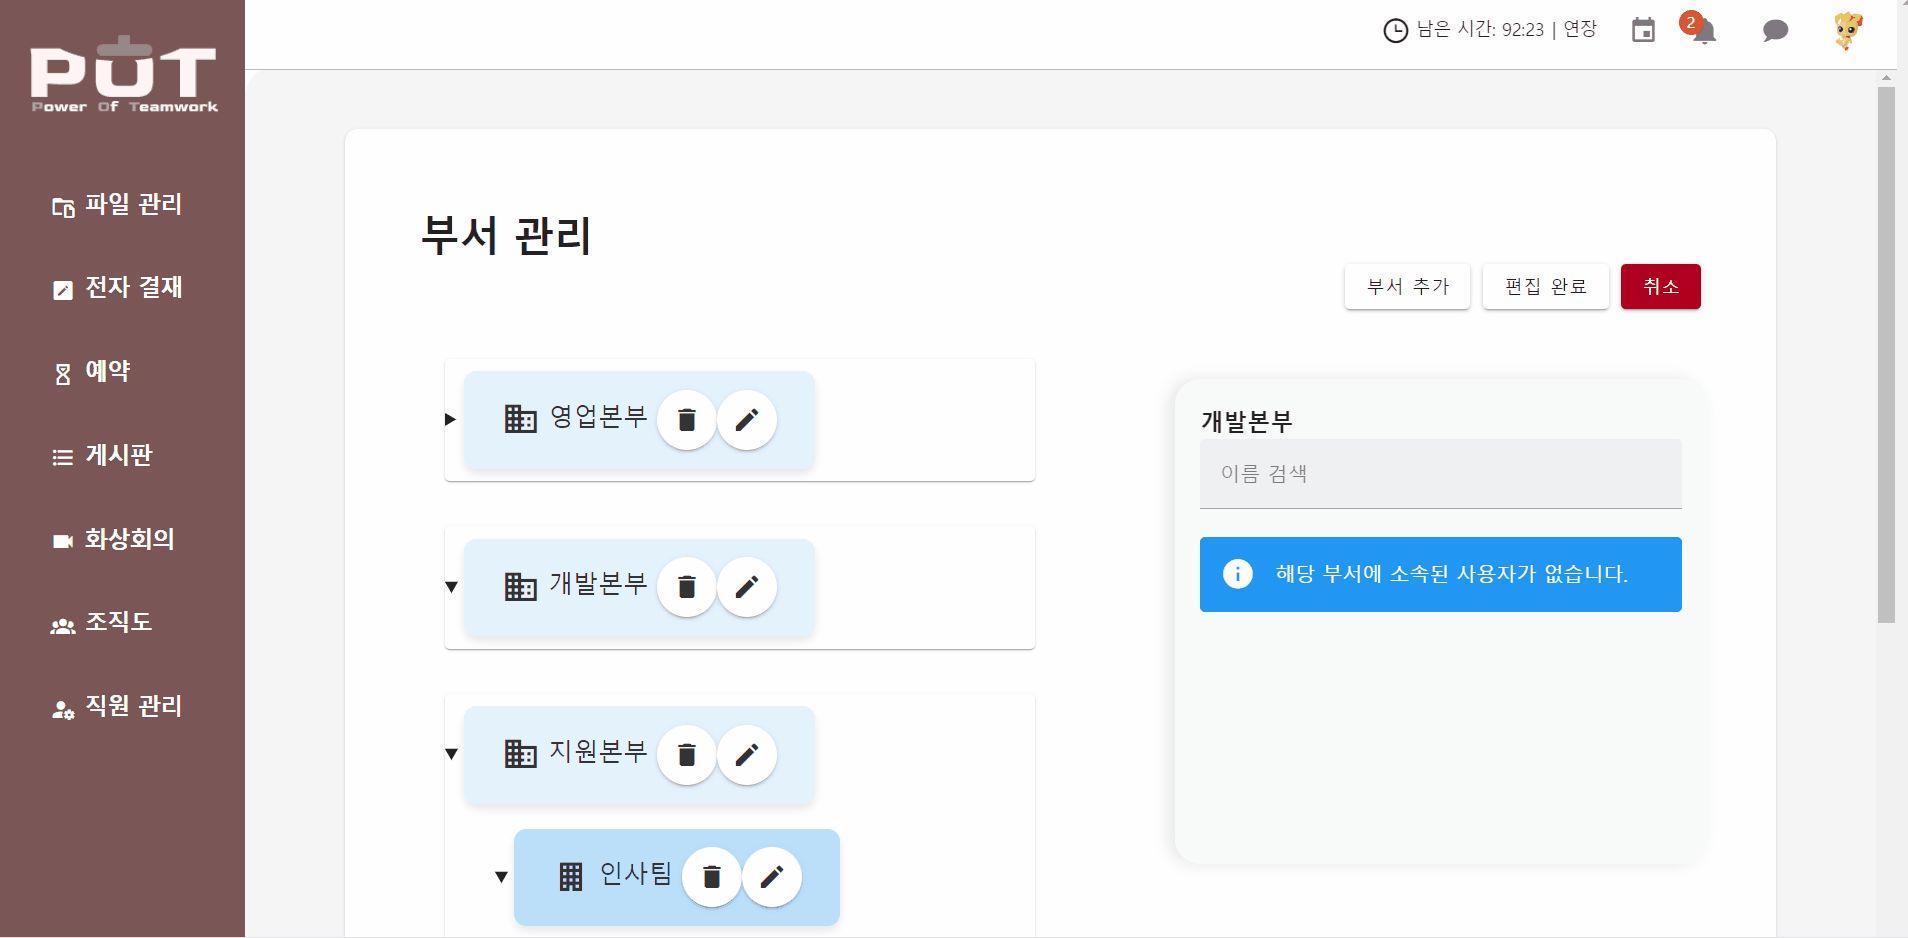 PUT
Power Of Teamwork
남은 시간: 92:23 | 연장
2
파일 관리
전자 결재
예약
게시판
화상회의
조직도
직원 관리
부서 관리
부서 추가
편집 완료
취소
영업본부
개발본부
지원본부
인사팀
개발본부
이름 검색
해당 부서에 소속된 사용자가 없습니다.